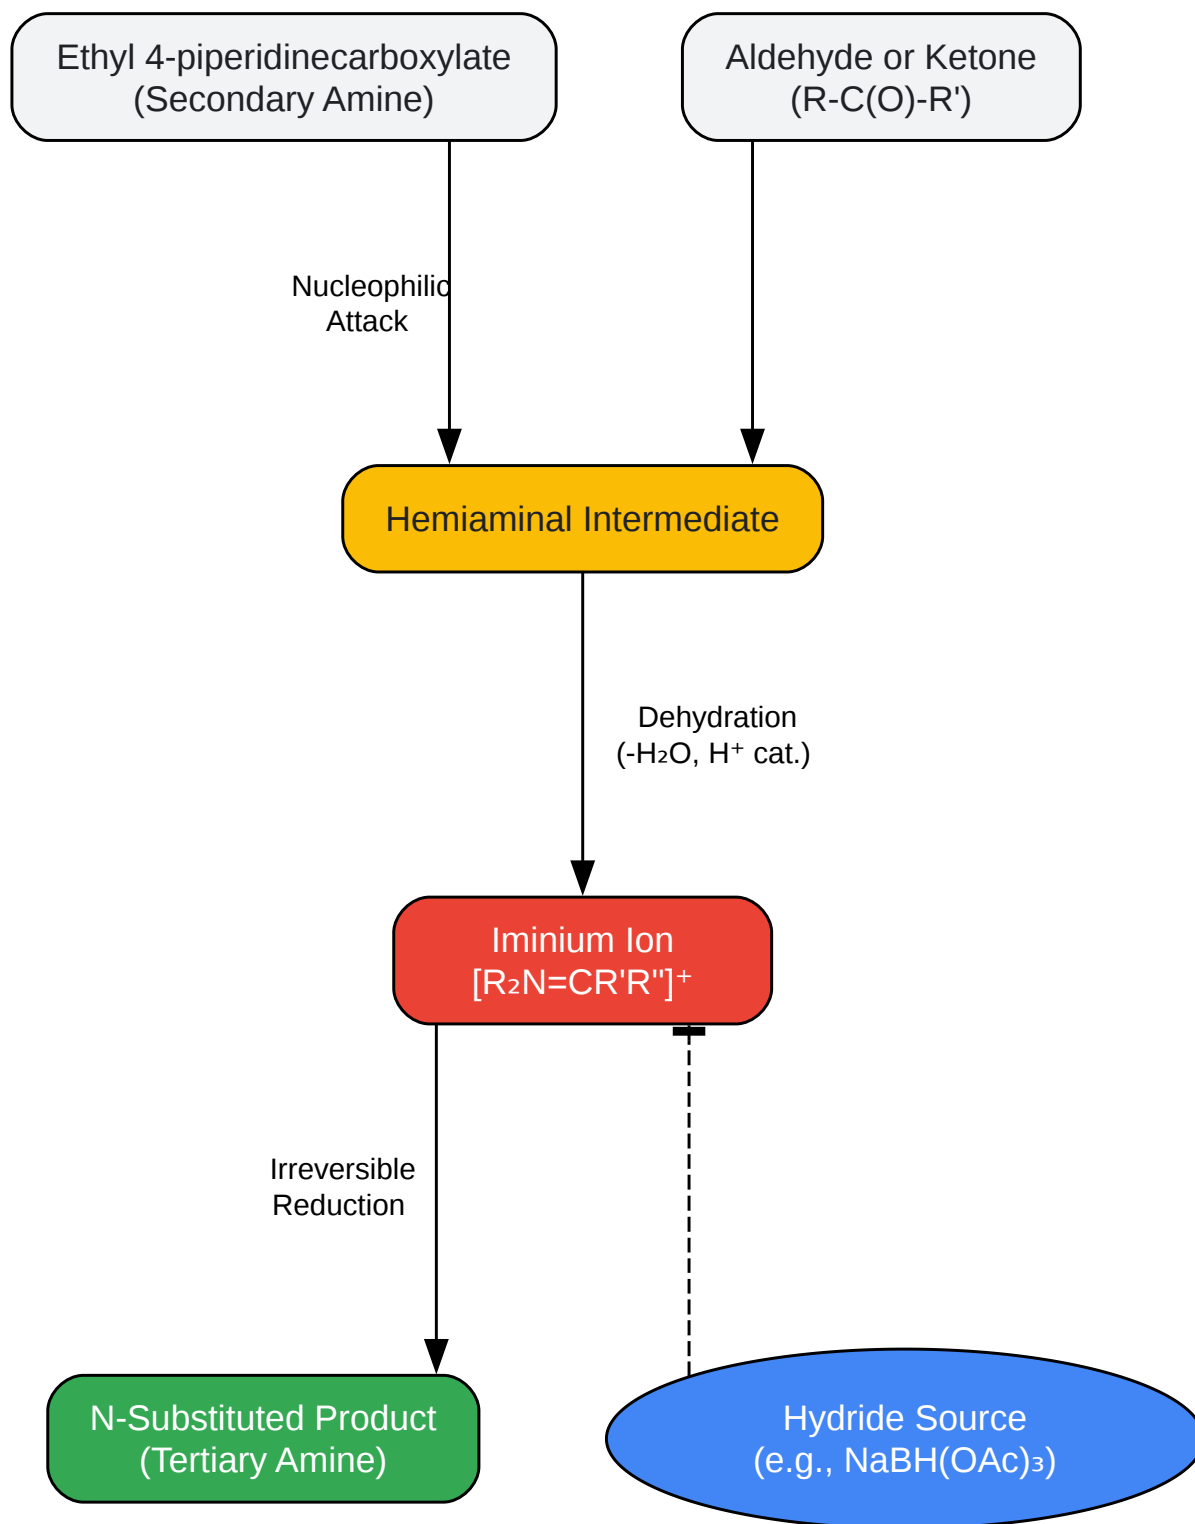 Ethyl 4-piperidinecarboxylate
(Secondary Amine)
Aldehyde or Ketone
(R-C(O)-R')
Nucleophilic
Attack
Hemiaminal Intermediate
Dehydration
(-H₂O, H⁺ cat.)
Iminium Ion
[R₂N=CR'R"]⁺
Irreversible
Reduction
N-Substituted Product
(Tertiary Amine)
Hydride Source
(e.g., NaBH(OAc)₃)